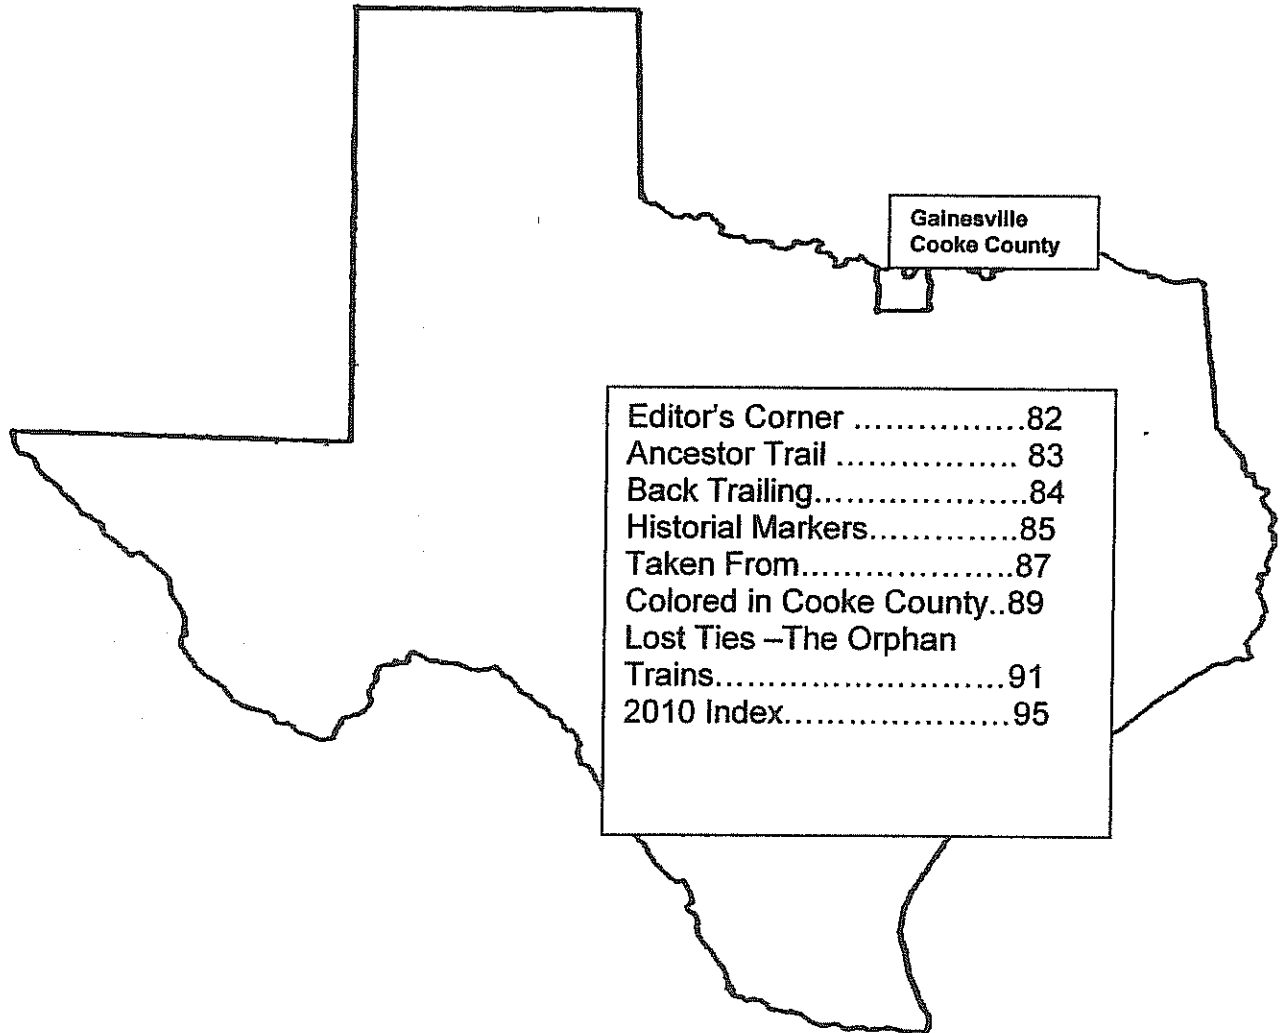 Gainesville
Cooke County
Editor's Corner ...............82
Ancestor Trail ................. 83
Back Trailing....................84
Historial Markers..............85
Taken From....................87
Colored in Cooke County..89
Lost Ties –The Orphan
Trains...........................91
2010 Index.......................95